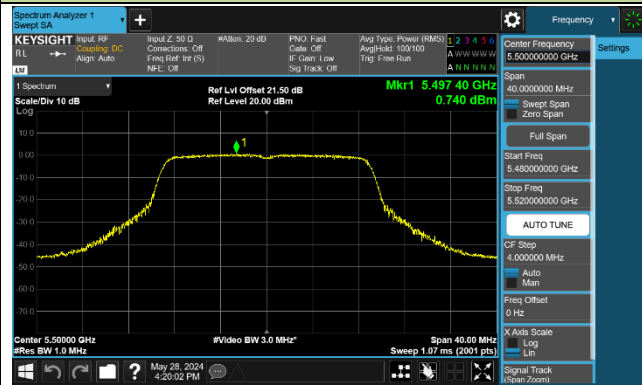 Spectrum Analyzer 1
Swept SA
Frequency
KEYSIGHT
RL
LXI
Input: RF
Coupling: DC
Align: Auto
Input Z: 50 Ω
Corrections: Off
Freq Ref: Int (S)
NFE: Off
#Atten: 20 dB
PNO: Fast
Gate: Off
IF Gain: Low
Sig Track: Off
Avg Type: Power (RMS)
Avg|Hold: 100/100
Trig: Free Run
1 2 3 4 5 6
A W W W W W
A N N N N N
1 Spectrum
Scale/Div 10 dB
Ref Lvl Offset 21.50 dB
Ref Level 20.00 dBm
Mkr1 5.497 40 GHz
0.740 dBm
Log
10.0
0.00
-10.0
-20.0
-30.0
-40.0
-50.0
-60.0
-70.0
1
Center 5.50000 GHz
#Res BW 1.0 MHz
#Video BW 3.0 MHz*
Span 40.00 MHz
Sweep 1.07 ms (2001 pts)
Center Frequency
5.500000000 GHz
Settings
Span
40.0000000 MHz
Swept Span
Zero Span
Full Span
Start Freq
5.480000000 GHz
Stop Freq
5.520000000 GHz
AUTO TUNE
CF Step
4.000000 MHz
Auto
Man
Freq Offset
0 Hz
X Axis Scale
Log
Lin
Signal Track
(Span Zoom)
May 28, 2024
4:20:02 PM